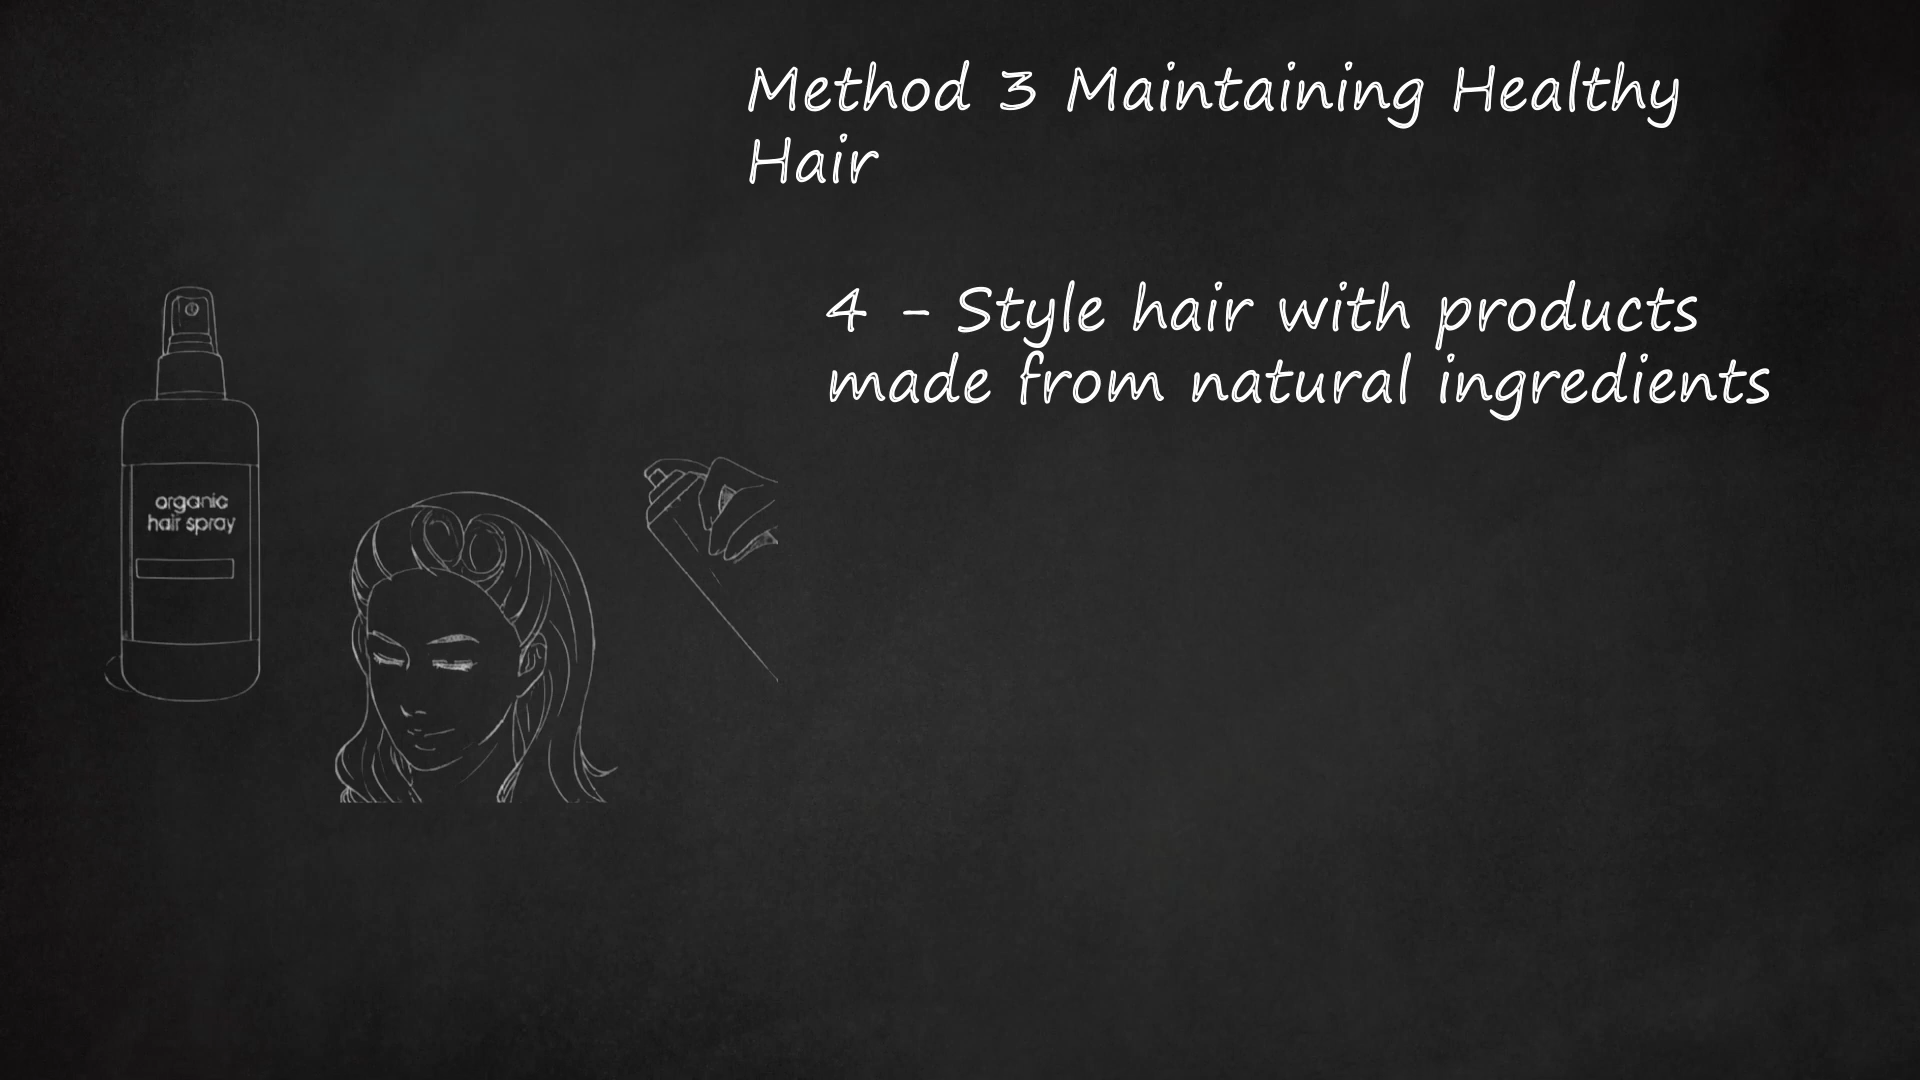 Method 3 Maintaining Healthy
Hair
4 - Style hair with products
made from natural ingredients
organic
hair spray